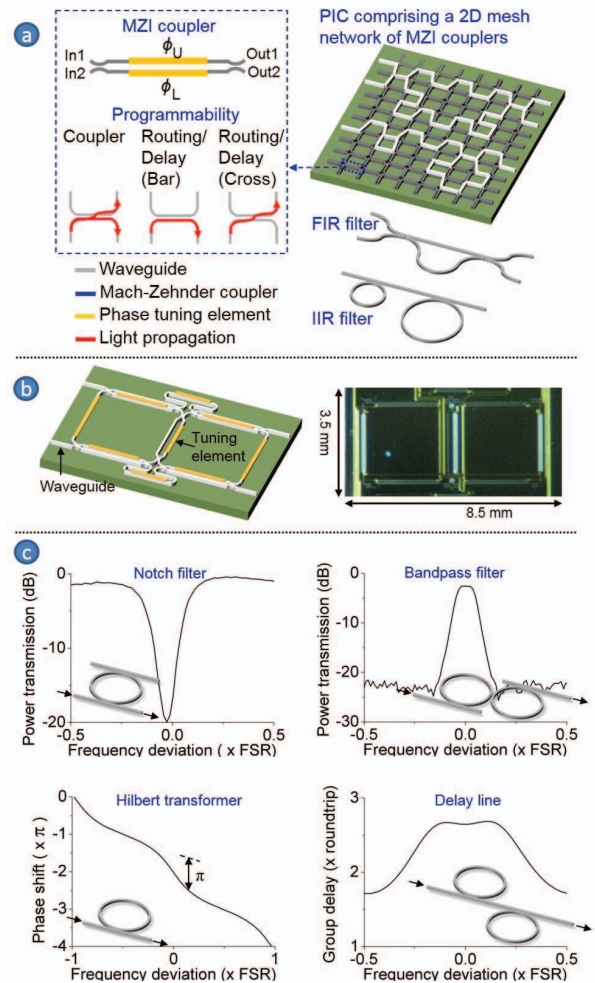 a
MZI coupler
ϕU
In1
In2
Out1
Out2
ϕL
Programmability
Coupler
Routing/
Delay
(Bar)
Routing/
Delay
(Cross)
Waveguide
Mach-Zehnder coupler
Phase tuning element
Light propagation
PIC comprising a 2D mesh
network of MZI couplers
FIR filter
IIR filter
b
Tuning
element
Waveguide
3.5 mm
8.5 mm
c
Notch filter
Power transmission (dB)
0
-10
-20
-0.5
0.0
0.5
Frequency deviation ( x FSR)
Bandpass filter
Power transmission (dB)
0
-10
-20
-30
-0.5
0.0
0.5
Frequency deviation (x FSR)
Hilbert transformer
Phase shift ( x π)
0
-1
-2
-3
-4
π
-1
0
1
Frequency deviation (x FSR)
Delay line
Group delay (x roundtrip)
3
2
1
-0.5
0.0
0.5
Frequency deviation (x FSR)